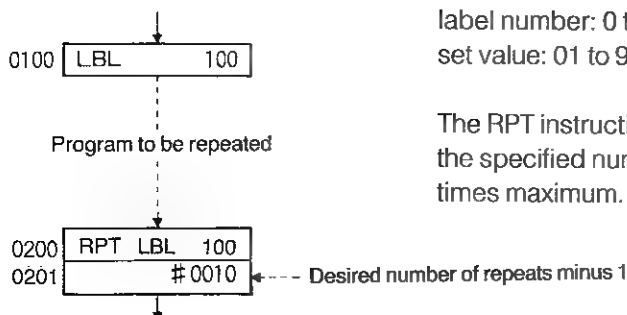 label number: 0 t
set value: 01 to 9
0100 LBL 100
The RPT instructi
the specified num
times maximum.
Program to be repeated
0200 RPT LBL 100
0201 #0010 Desired number of repeats minus 1